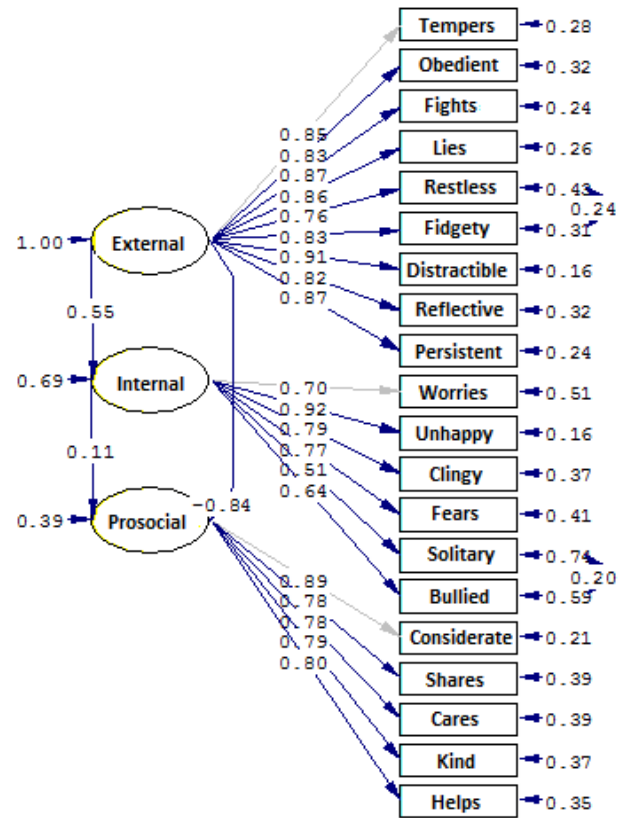 Tempers 0.28
Obedient 0.32
Fights 0.24
0.85
0.83
Lies 0.26
0.87
0.86
Restless 0.43
0.76
0.24
0.83
Fidgety 0.31
1.00 External
0.91
Distractible 0.16
0.82
0.87
Reflective 0.32
0.55
Persistent 0.24
0.69 Internal
0.70
Worries 0.51
0.92
0.79
Unhappy 0.16
0.77
0.11
0.51
Clingy 0.37
0.64
-0.84
0.39 Prosocial
Fears 0.41
Solitary 0.74
0.20
0.89
Bullied 0.59
0.78
0.78
Considerate 0.21
0.79
0.80
Shares 0.39
Cares 0.39
Kind 0.37
Helps 0.35